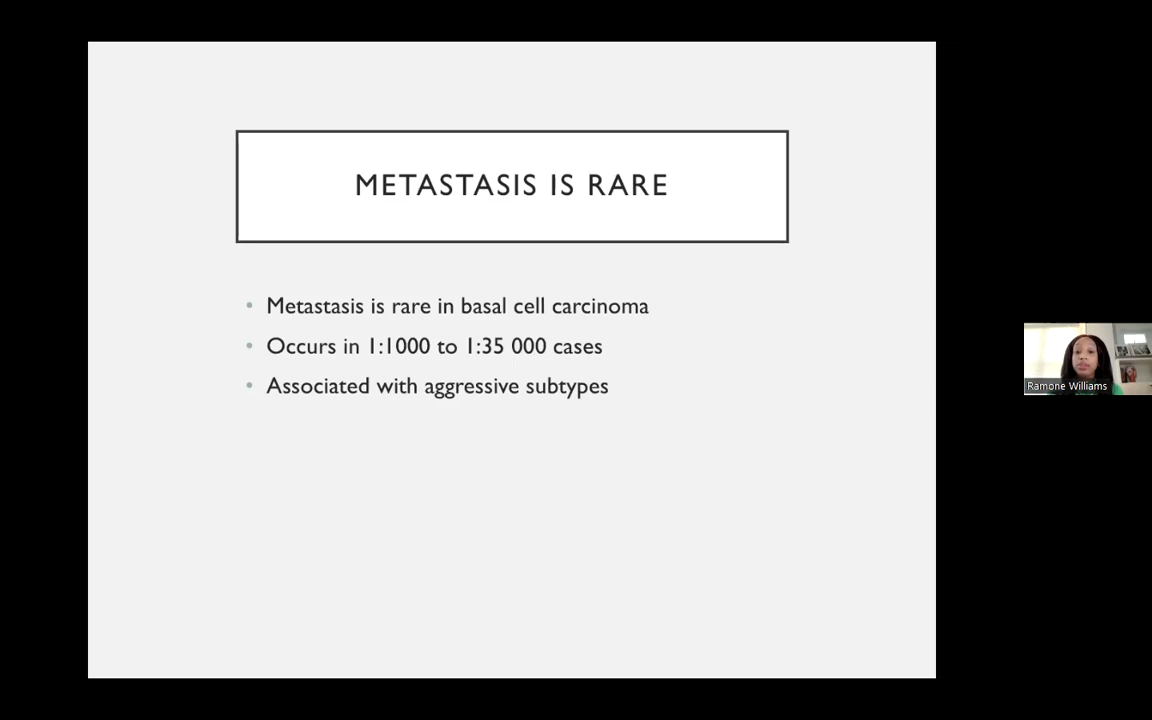 METASTASIS IS RARE
• Metastasis is rare in basal cell carcinoma
• Occurs in 1:1000 to 1:35 000 cases
• Associated with aggressive subtypes
Ramone Williams